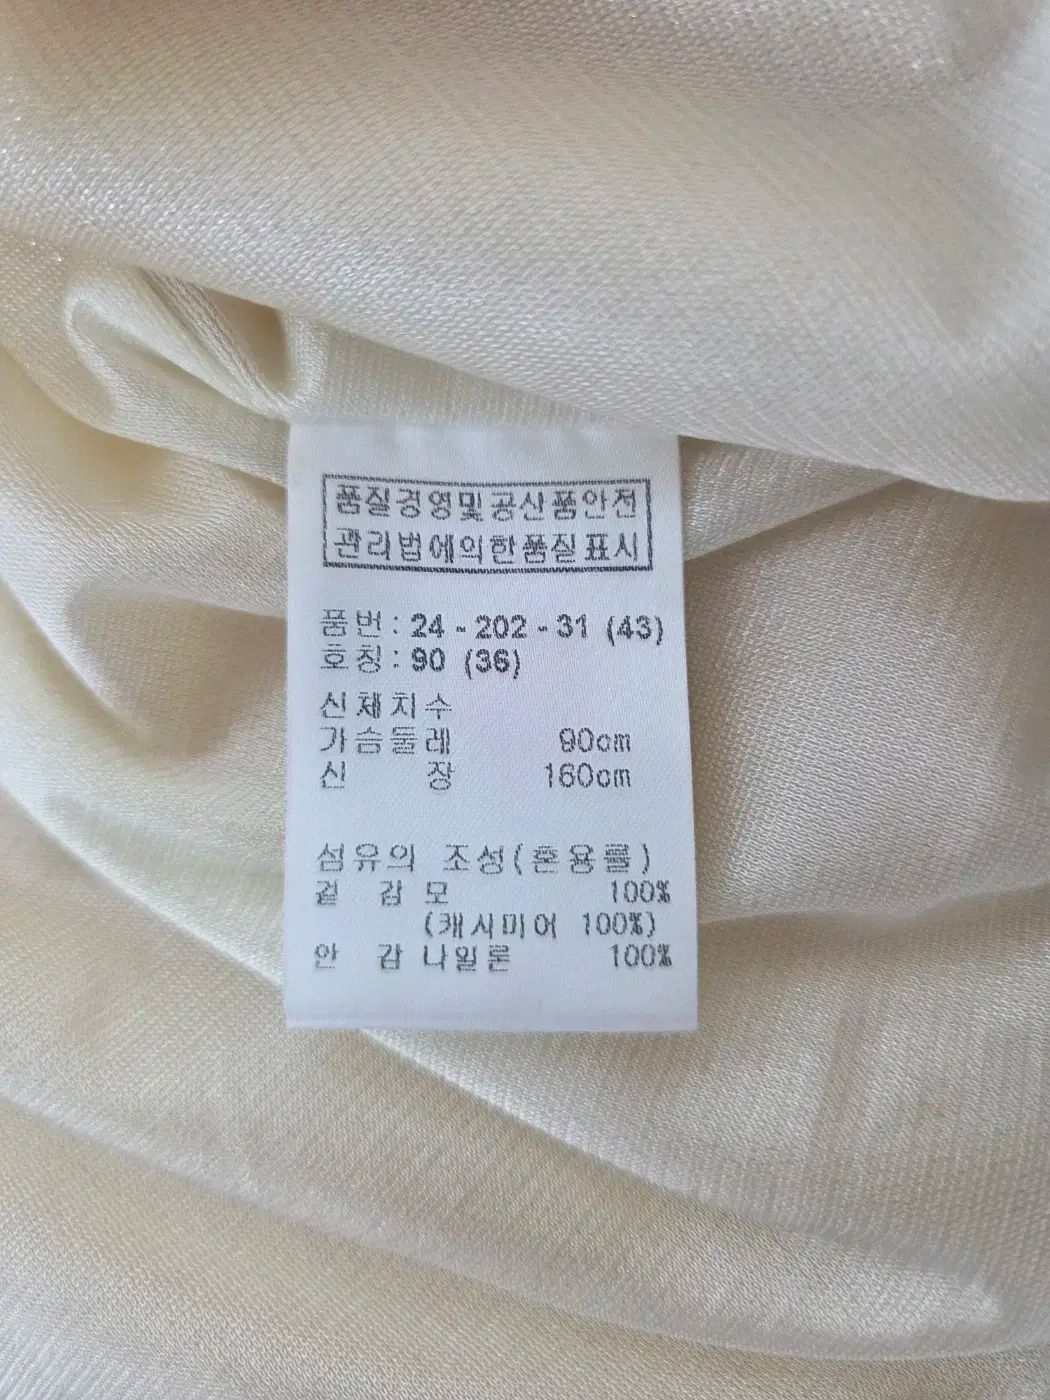 품질경영및공산품안전
관리법에의한품질표시
품번 : 24 - 202 - 31 (43)
호칭 : 90 (36)
신체치수
가슴둘레 90cm
신 장 160cm
섬유의 조성(혼용률)
겉 감 모 100%
(캐시미어 100%)
안 감 나일론 100%